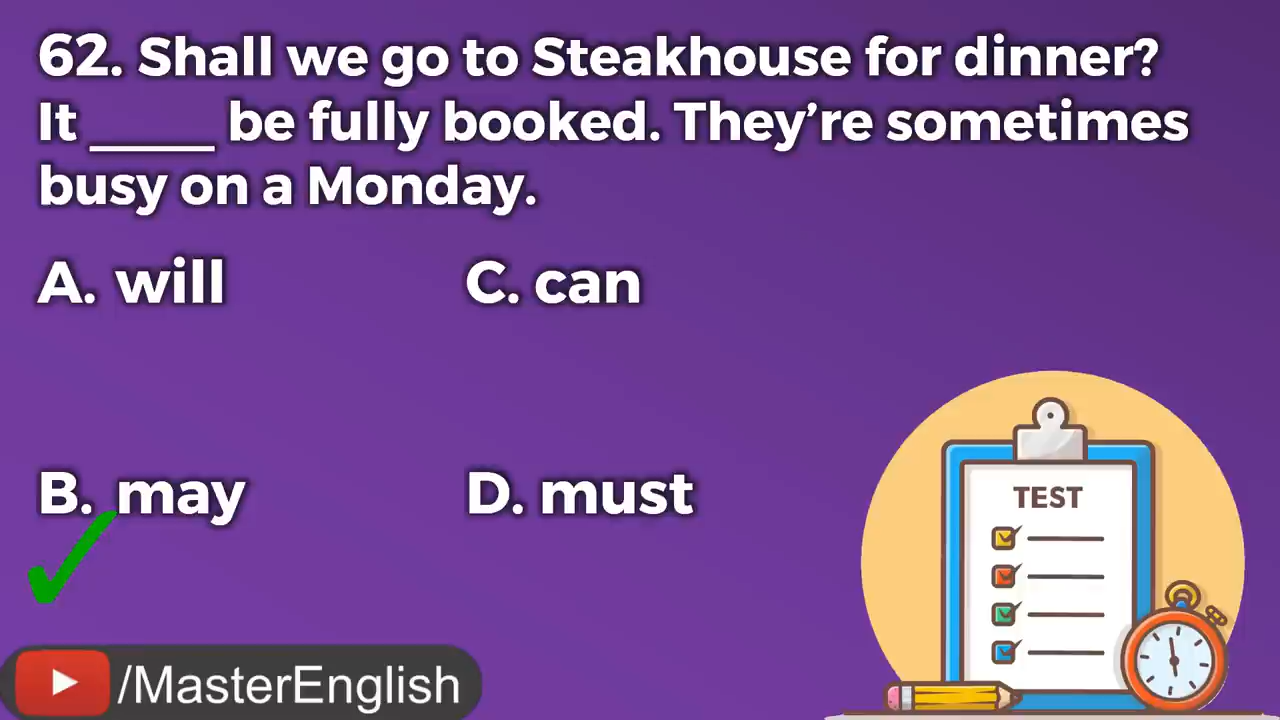 62. Shall we go to Steakhouse for dinner?
It _____ be fully booked. They’re sometimes
busy on a Monday.
A. will
C. can
B. may
D. must
TEST
/MasterEnglish